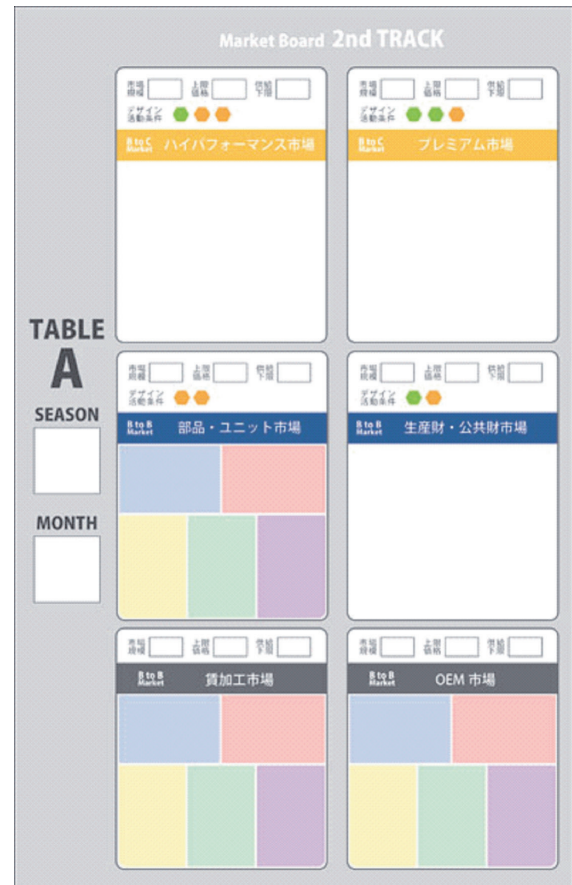 Market Board 2nd TRACK
市場規模 上限価格 供給下限
デザイン活動条件
B to C Market ハイパフォーマンス市場
市場規模 上限価格 供給下限
デザイン活動条件
B to C Market プレミアム市場
TABLE
A
SEASON
MONTH
市場規模 上限価格 供給下限
デザイン活動条件
B to B Market 部品・ユニット市場
市場規模 上限価格 供給下限
デザイン活動条件
B to B Market 生産財・公共財市場
市場規模 上限価格 供給下限
B to B Market 賃加工市場
市場規模 上限価格 供給下限
B to B Market OEM 市場